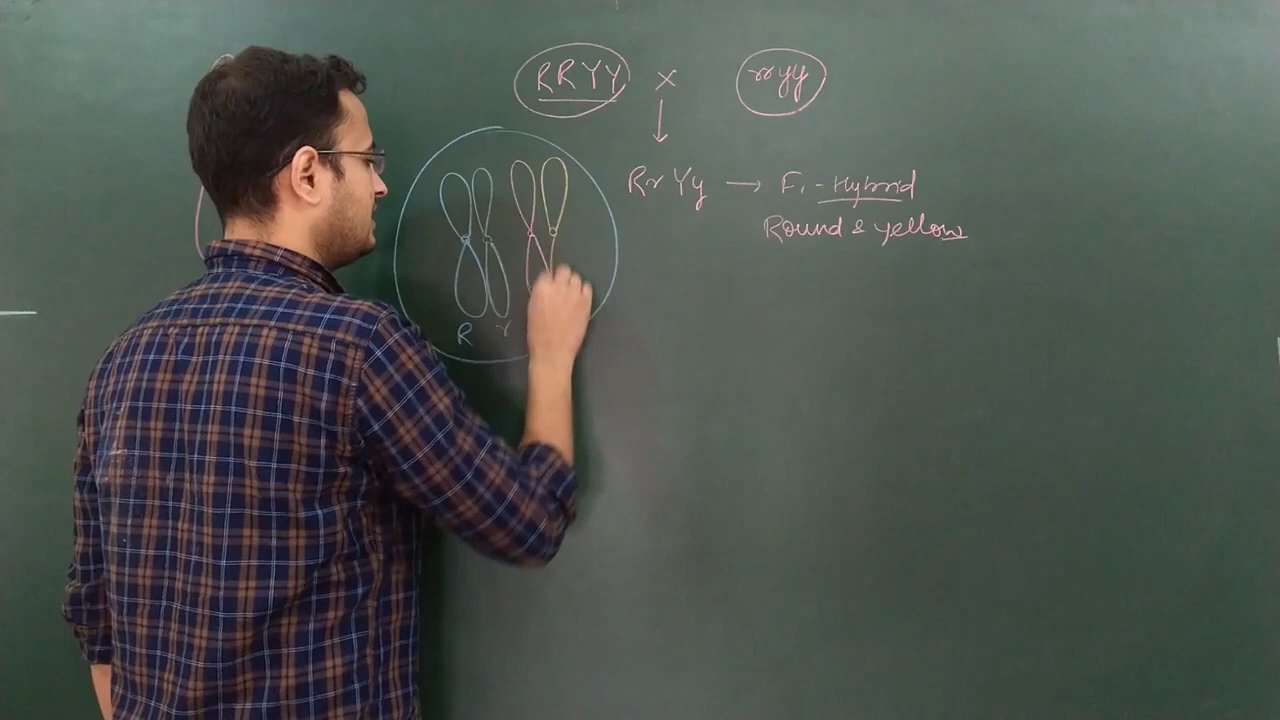 RRYY × rryy
RrYy → F1 - Hybrid
Round & yellow
R r